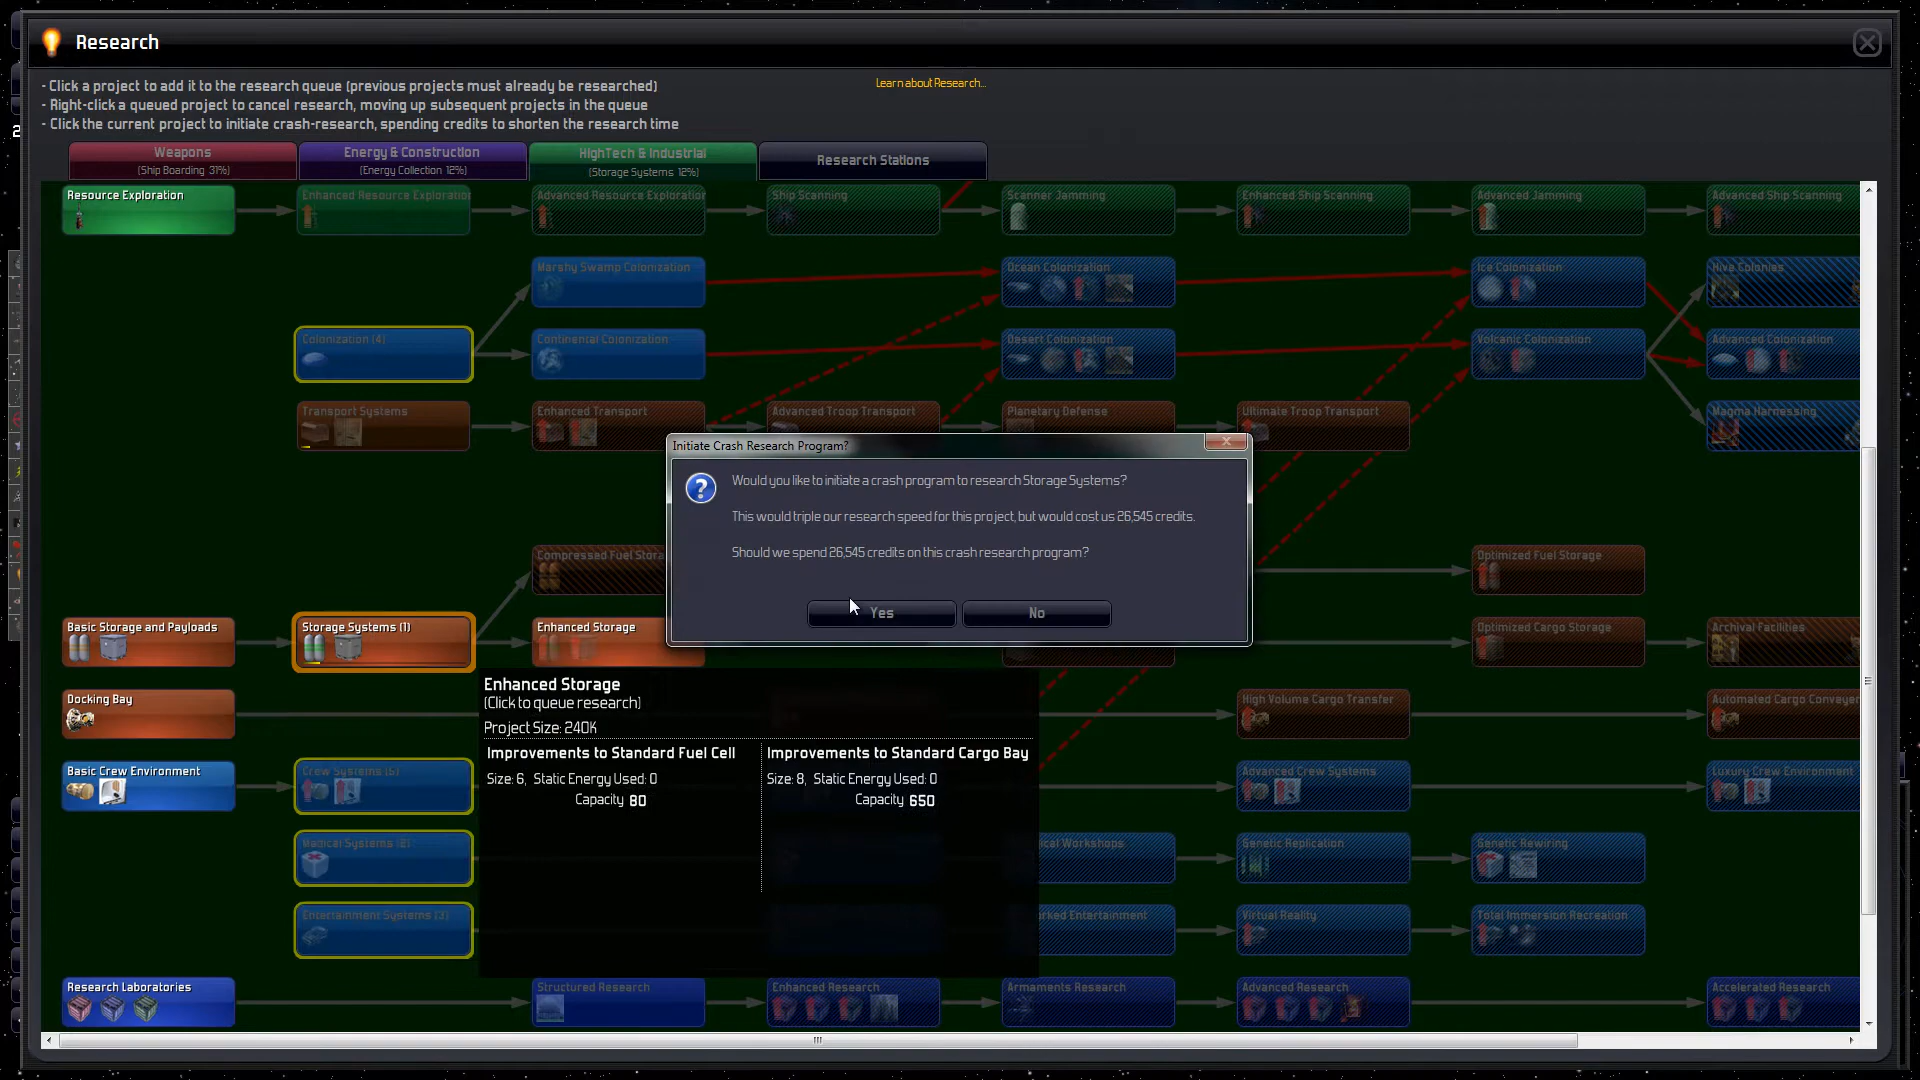 Research
- Click a project to add it to the research queue (previous projects must already be researched)
- Right-click a queued project to cancel research, moving up subsequent projects in the queue
- Click the current project to initiate crash-research, spending credits to shorten the research time
Learn about Research...
Weapons
(Ship Boarding 31%)
Energy & Construction
(Energy Collection 12%)
HighTech & Industrial
(Storage Systems 12%)
Research Stations
Resource Exploration
Enhanced Resource Exploration
Advanced Resource Exploration
Ship Scanning
Scanner Jamming
Enhanced Ship Scanning
Advanced Jamming
Advanced Ship Scanning
Marshy Swamp Colonization
Ocean Colonization
Ice Colonization
Hive Colonies
Colonization (4)
Continental Colonization
Desert Colonization
Volcanic Colonization
Advanced Colonization
Transport Systems
Enhanced Transport
Advanced Troop Transport
Planetary Defense
Ultimate Troop Transport
Magma Harnessing
Initiate Crash Research Program?
Would you like to initiate a crash program to research Storage Systems?
This would triple our research speed for this project, but would cost us 26,545 credits.
Should we spend 26,545 credits on this crash research program?
Yes
No
Compressed Fuel Stora
Optimized Fuel Storage
Basic Storage and Payloads
Storage Systems (1)
Enhanced Storage
Optimized Cargo Storage
Archival Facilities
Docking Bay
High Volume Cargo Transfer
Automated Cargo Conveyer
Enhanced Storage
(Click to queue research)
Project Size: 240K
Improvements to Standard Fuel Cell
Size: 6, Static Energy Used: 0
Capacity 80
Improvements to Standard Cargo Bay
Size: 8, Static Energy Used: 0
Capacity 650
Basic Crew Environment
Crew Systems (5)
Advanced Crew Systems
Luxury Crew Environment
Medical Systems (2)
ical Workshops
Genetic Replication
Genetic Rewiring
Entertainment Systems (3)
rked Entertainment
Virtual Reality
Total Immersion Recreation
Research Laboratories
Structured Research
Enhanced Research
Armaments Research
Advanced Research
Accelerated Research